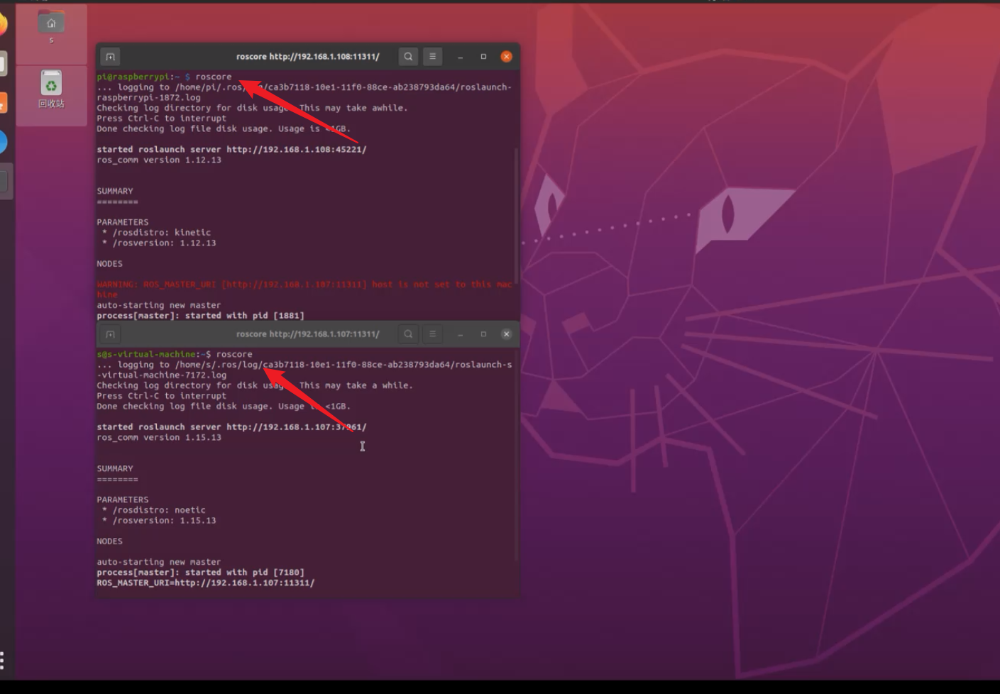 s
回收站
roscore http://192.168.1.108:11311/
pi@raspberrypi:~ $ roscore
... logging to /home/pi/.ros/ /ca3b7118-10e1-11f0-88ce-ab238793da64/roslaunch-
raspberrypi-1872.log
Checking log directory for disk usage. This may take awhile.
Press Ctrl-C to interrupt
Done checking log file disk usage. Usage is <1GB.
started roslaunch server http://192.168.1.108:45221/
ros_comm version 1.12.13
SUMMARY
========
PARAMETERS
* /rosdistro: kinetic
* /rosversion: 1.12.13
NODES
WARNING: ROS_MASTER_URI [http://192.168.1.107:11311] host is not set to this mac
hine
auto-starting new master
process[master]: started with pid [1881]
roscore http://192.168.1.107:11311/
s@s-virtual-machine:~$ roscore
... logging to /home/s/.ros/log/ca3b7118-10e1-11f0-88ce-ab238793da64/roslaunch-s
-virtual-machine-7172.log
Checking log directory for disk usage. This may take a while.
Press Ctrl-C to interrupt
Done checking log file disk usage. Usage is <1GB.
started roslaunch server http://192.168.1.107:37961/
ros_comm version 1.15.13
SUMMARY
========
PARAMETERS
* /rosdistro: noetic
* /rosversion: 1.15.13
NODES
auto-starting new master
process[master]: started with pid [7180]
ROS_MASTER_URI=http://192.168.1.107:11311/